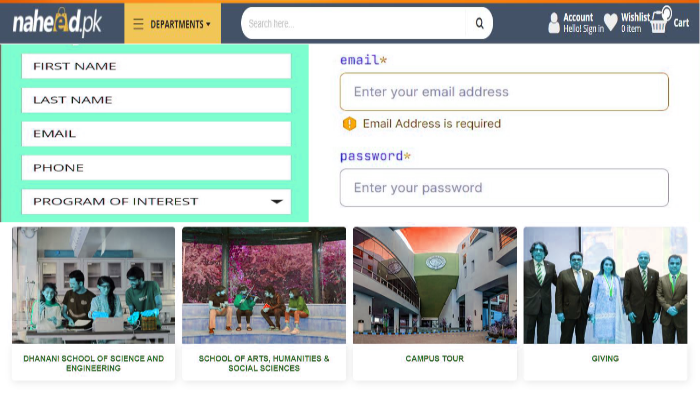 naheed.pk
DEPARTMENTS
Search here...
Account
Hello! Sign in
Wishlist
0 item
0
Cart
FIRST NAME
LAST NAME
EMAIL
PHONE
PROGRAM OF INTEREST
email*
Enter your email address
Email Address is required
password*
Enter your password
DHANANI SCHOOL OF SCIENCE AND
ENGINEERING
SCHOOL OF ARTS, HUMANITIES &
SOCIAL SCIENCES
CAMPUS TOUR
GIVING